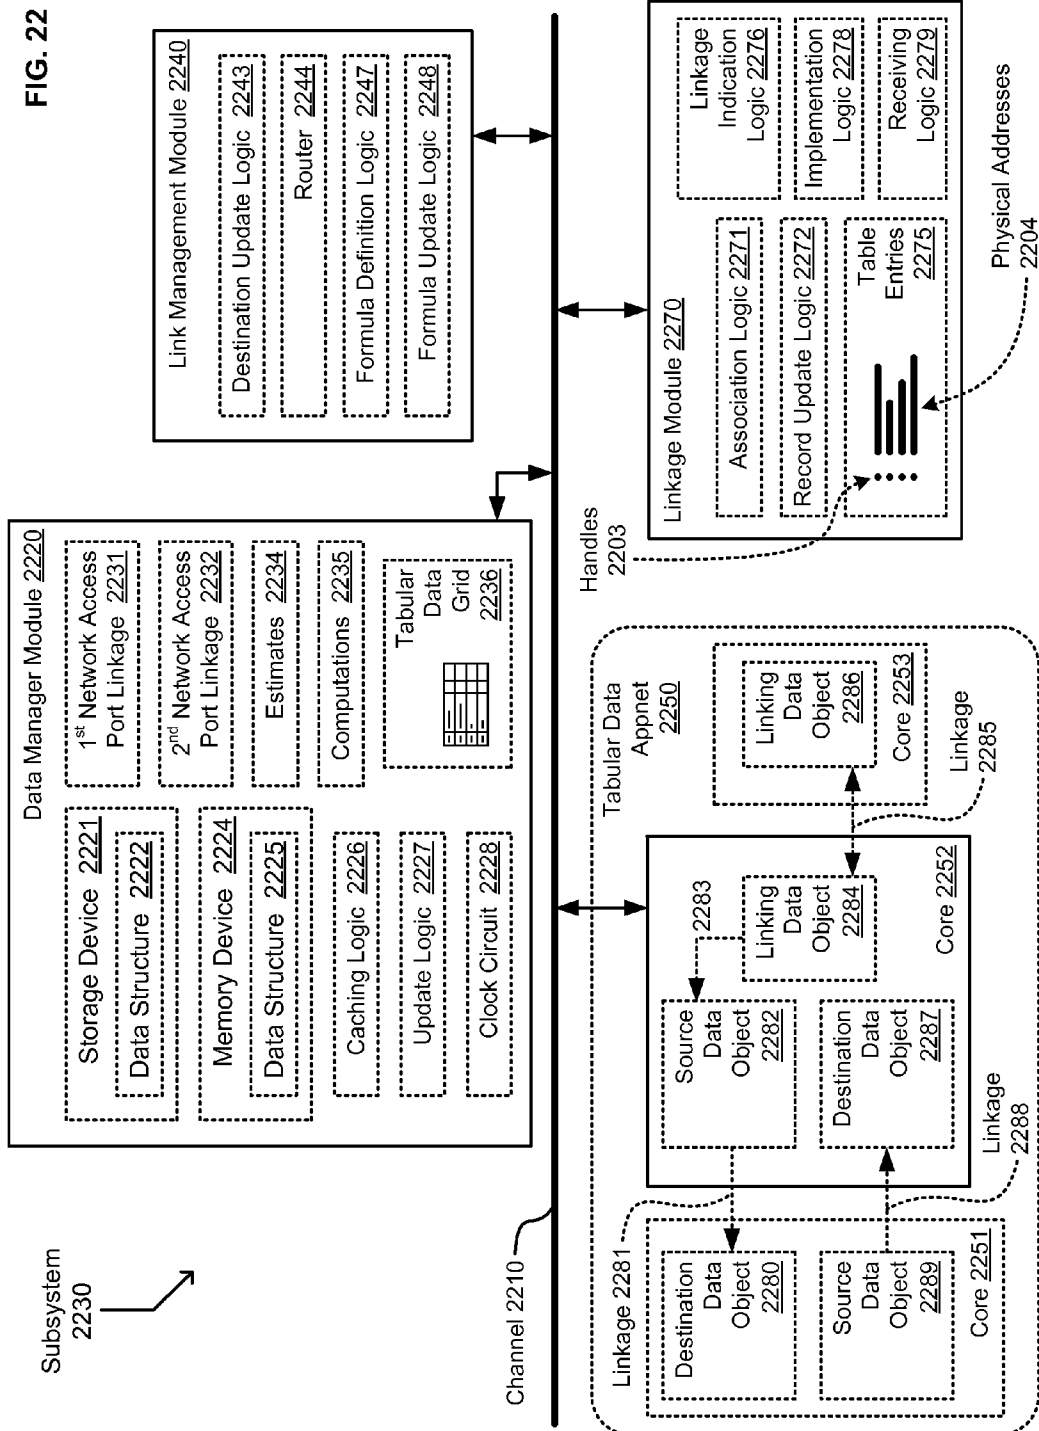 FIG. 22
Subsystem
2230
Data Manager Module 2220
Storage Device 2221
Data Structure 2222
Memory Device 2224
Data Structure 2225
Caching Logic 2226
Update Logic 2227
Clock Circuit 2228
1st Network Access
Port Linkage 2231
2nd Network Access
Port Linkage 2232
Estimates 2234
Computations 2235
Tabular
Data
Grid
2236
Link Management Module 2240
Destination Update Logic 2243
Router 2244
Formula Definition Logic 2247
Formula Update Logic 2248
Channel 2210
Tabular Data
Appnet
2250
Linkage 2281
Destination
Data
Object
2280
Source
Data
Object
2289
Core 2251
Source
Data
Object
2282
2283
Linking
Data
Object
2284
Destination
Data
Object
2287
Core 2252
Linkage
2288
Linking
Data
Object
2286
Core 2253
Linkage
2285
Handles
2203
Linkage Module 2270
Association Logic 2271
Record Update Logic 2272
Table
Entries
2275
Linkage
Indication
Logic 2276
Implementation
Logic 2278
Receiving
Logic 2279
Physical Addresses
2204